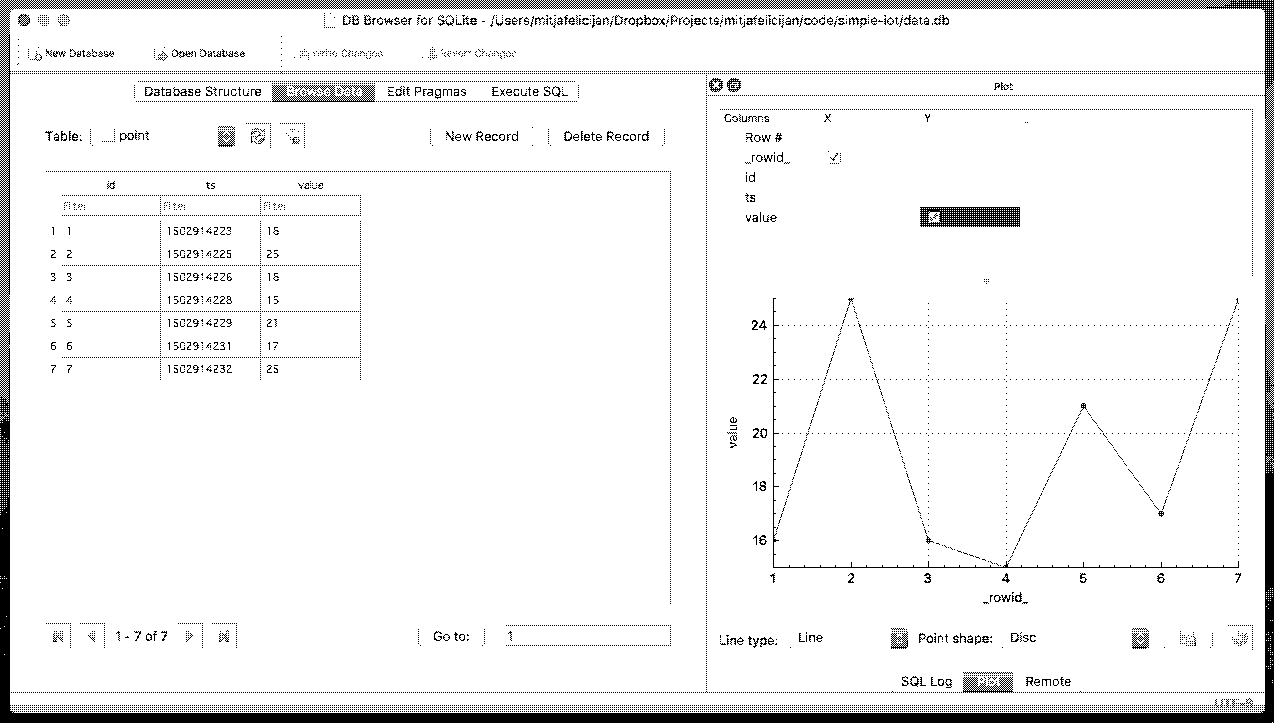 DB Browser for SQLite - /Users/mitjafelicijan/Dropbox/Projects/mitjafelicijan/code/simple-iot/data.db
New Database Open Database Write Changes Revert Changes
Database Structure Browse Data Edit Pragmas Execute SQL
Plot
Table: point New Record Delete Record
Columns X Y
Row #
_rowid_
id
ts
value
id ts value
Filter Filter Filter
1 1 1502914223 16
2 2 1502914225 25
3 3 1502914226 16
4 4 1502914228 15
5 5 1502914229 21
6 6 1502914231 17
7 7 1502914232 25
24
22
20
18
16
value
1 2 3 4 5 6 7
_rowid_
1 - 7 of 7 Go to: 1
Line type: Line Point shape: Disc
SQL Log Plot Remote
UTF-8